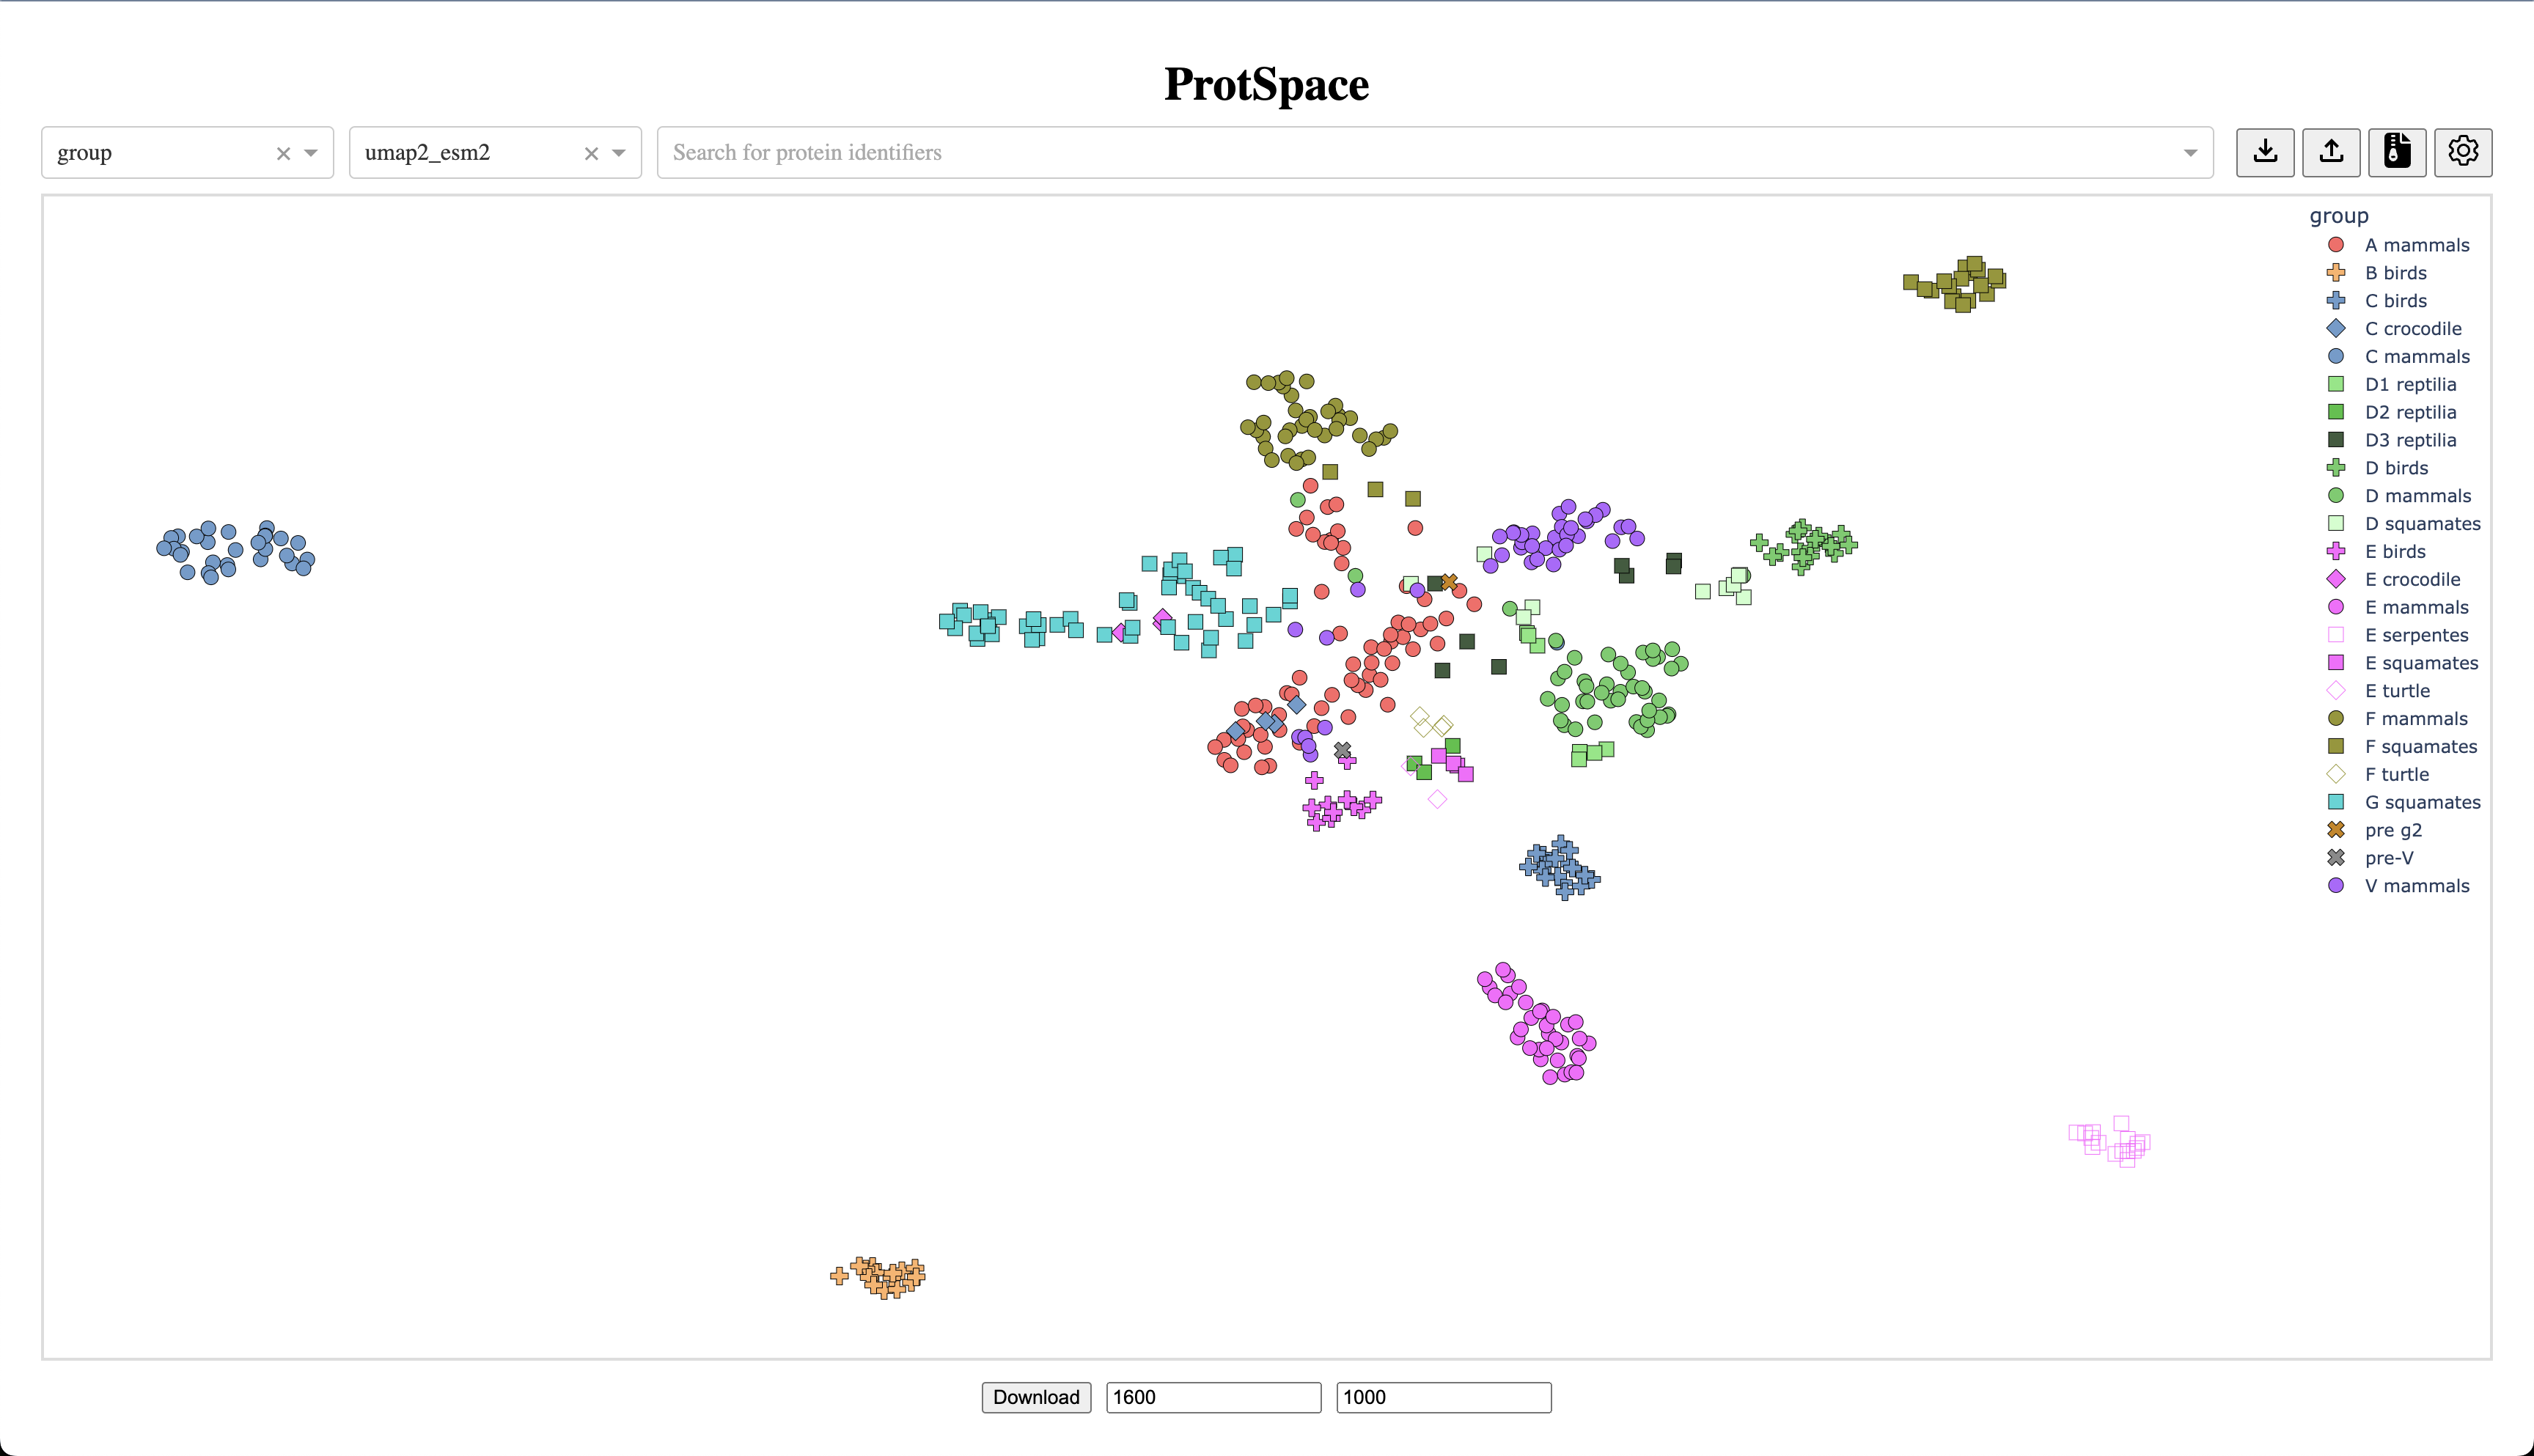 ProtSpace
group
umap2_esm2
Search for protein identifiers
group
A mammals
B birds
C birds
C crocodile
C mammals
D1 reptilia
D2 reptilia
D3 reptilia
D birds
D mammals
D squamates
E birds
E crocodile
E mammals
E serpentes
E squamates
E turtle
F mammals
F squamates
F turtle
G squamates
pre g2
pre-V
V mammals
Download
1600
1000